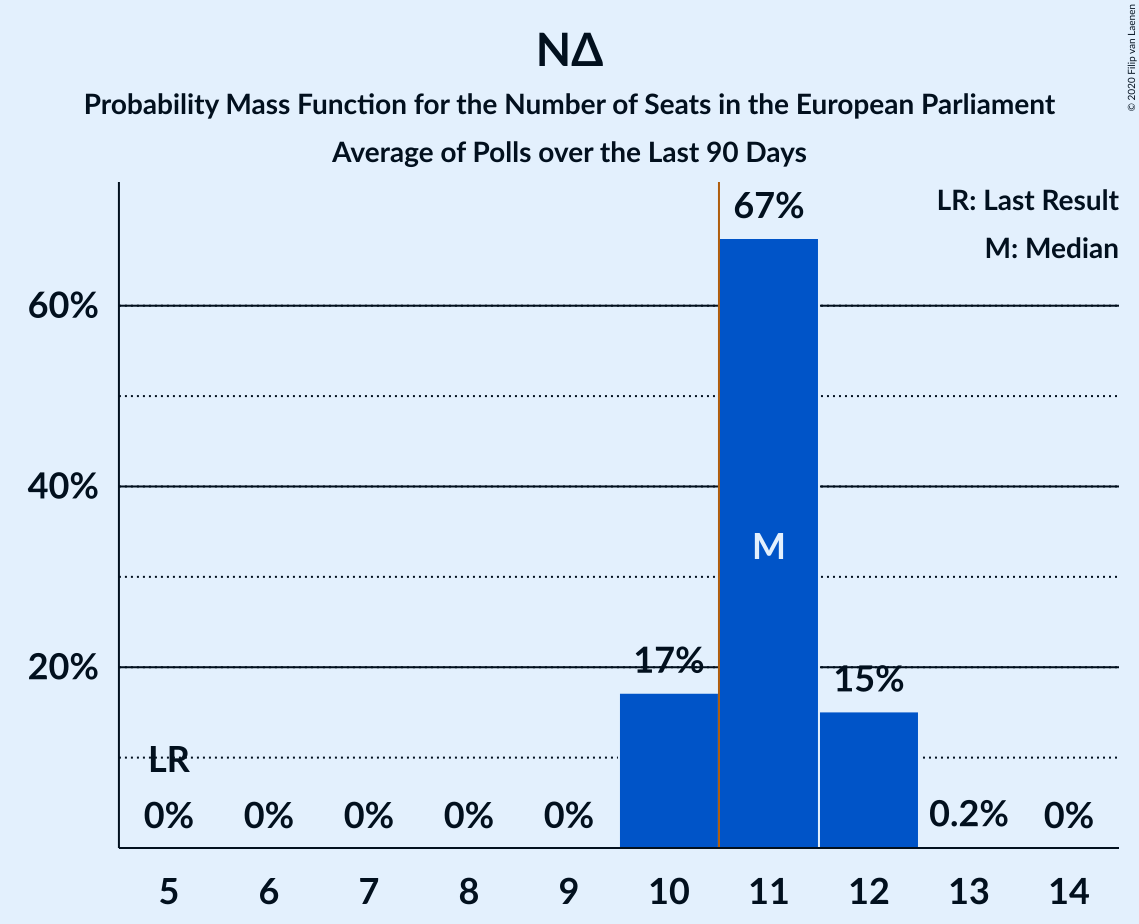 ΝΔ
Probability Mass Function for the Number of Seats in the European Parliament
Average of Polls over the Last 90 Days
© 2020 Filip van Laenen
LR: Last Result
M: Median
67%
60%
40%
M
20%
17%
15%
LR
0%
0%
0%
0%
0%
0.2%
0%
5 6 7 8 9 10 11 12 13 14